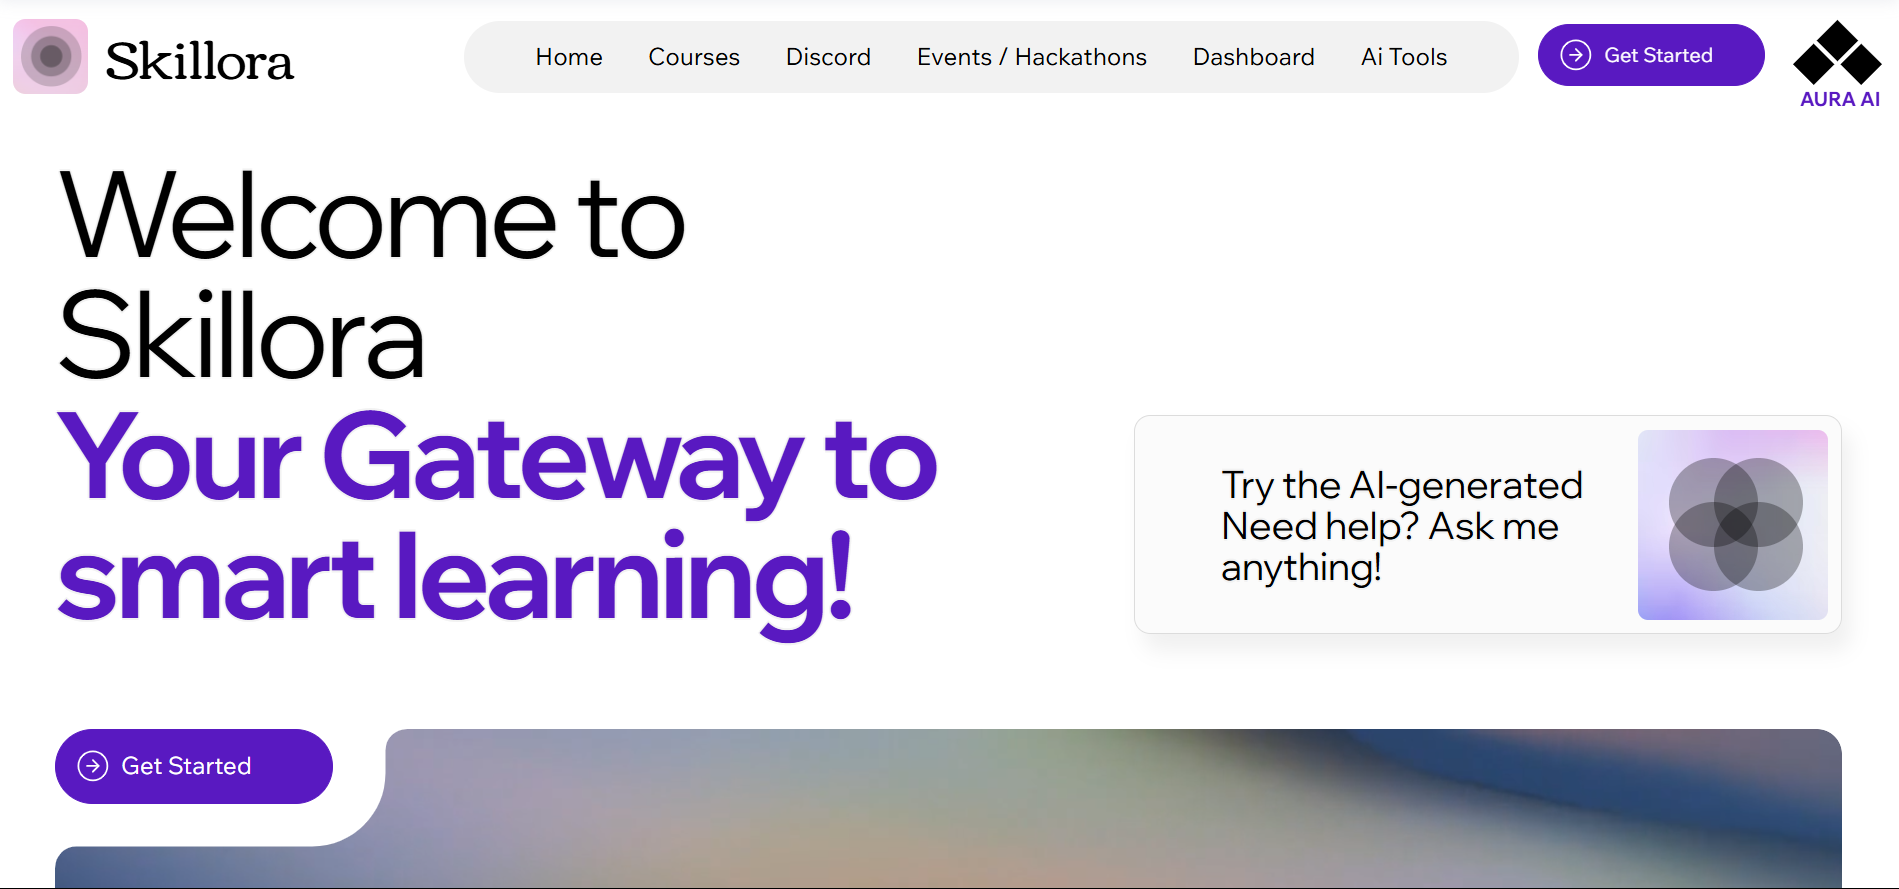 Skillora
Home Courses Discord Events / Hackathons Dashboard Ai Tools
Get Started
AURA AI
Welcome to
Skillora
Your Gateway to
smart learning!
Try the AI-generated
Need help? Ask me
anything!
Get Started